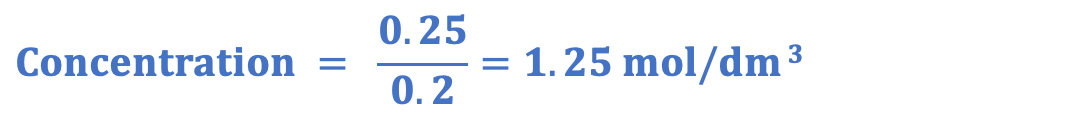 Concentration = 0.25 / 0.2 = 1.25 mol/dm³